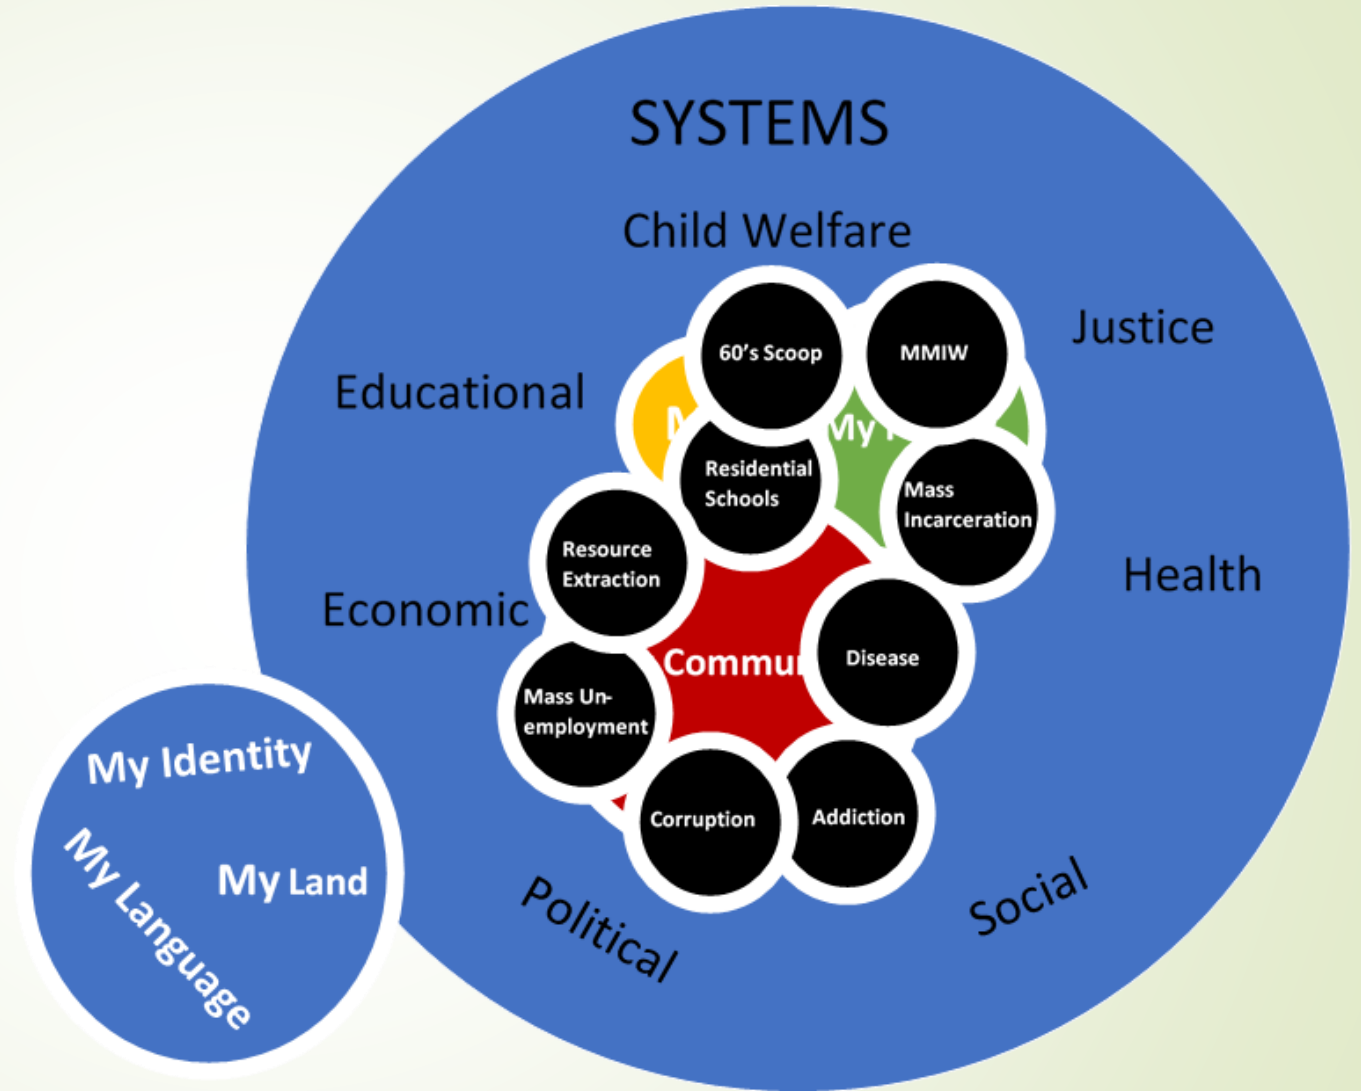 SYSTEMS
Child Welfare
Justice
Educational
60's Scoop
MMIW
My
Residential
Schools
Mass
Incarceration
Resource
Extraction
Health
Economic
Disease
Mass Un-
employment
Corruption
Addiction
Political
Social
My Identity
My Land
My Language